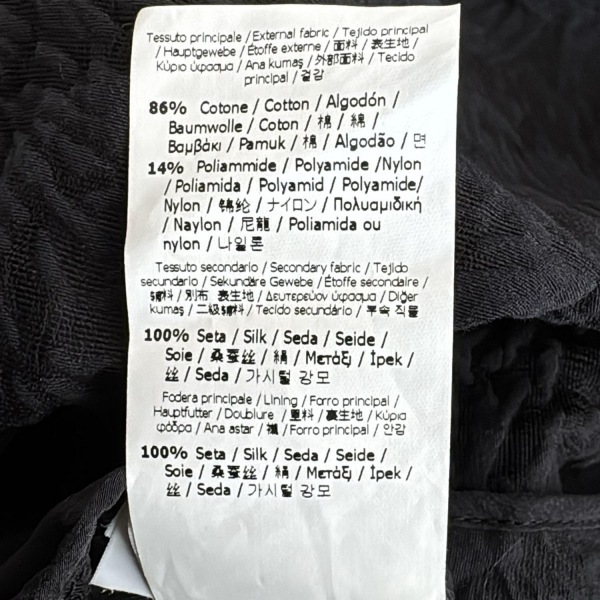 Tessuto principale / External fabric / Tejido principal
/ Hauptgewebe / Étoffe externe / 面料 / 表生地 /
Κύριο ύφασμα / Ana kumaş / 外部面料 / Tecido
principal / 겉감
86% Cotone / Cotton / Algodón /
Baumwolle / Coton / 棉 / 綿 /
Βαμβάκι / Pamuk / 棉 / Algodão / 면
14% Poliammide / Polyamide /Nylon
/ Poliamida / Polyamid / Polyamide/
Nylon / 锦纶 / ナイロン / Πολυαμιδική
/ Naylon / 尼龍 / Poliamida ou
nylon / 나일론
Tessuto secondario / Secondary fabric / Tejido
secundario / Sekundäre Gewebe / Étoffe secondaire /
辅料 / 別布 表生地 / Δευτερεύον ύφασμα / Diğer
kumaş / 二级辅料 / Tecido secundário / 부속 직물
100% Seta / Silk / Seda / Seide /
Soie / 桑蚕丝 / 絹 / Μετάξι / İpek /
丝 / Seda / 가시털 강모
Fodera principale / Lining / Forro principal /
Hauptfutter / Doublure / 里料 / 裏生地 / Κύρια
φόδρα / Ana astar / 襯 / Forro principal / 안감
100% Seta / Silk / Seda / Seide /
Soie / 桑蚕丝 / 絹 / Μετάξι / İpek /
丝 / Seda / 가시털 강모